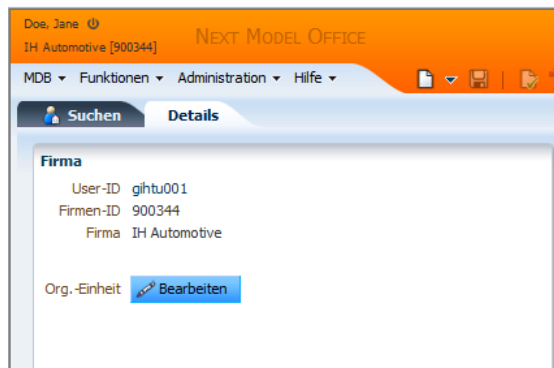 Doe, Jane
NEXT MODEL OFFICE
IH Automotive [900344]
MDB Funktionen Administration Hilfe
Suchen Details
Firma
User-ID gihtu001
Firmen-ID 900344
Firma IH Automotive
Org.-Einheit Bearbeiten